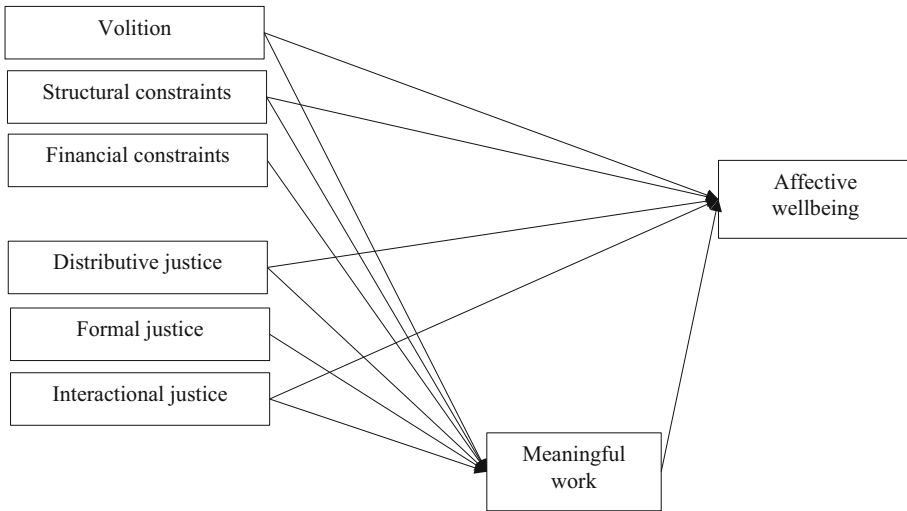 Volition
Structural constraints
Financial constraints
Distributive justice
Formal justice
Interactional justice
Affective
wellbeing
Meaningful
work